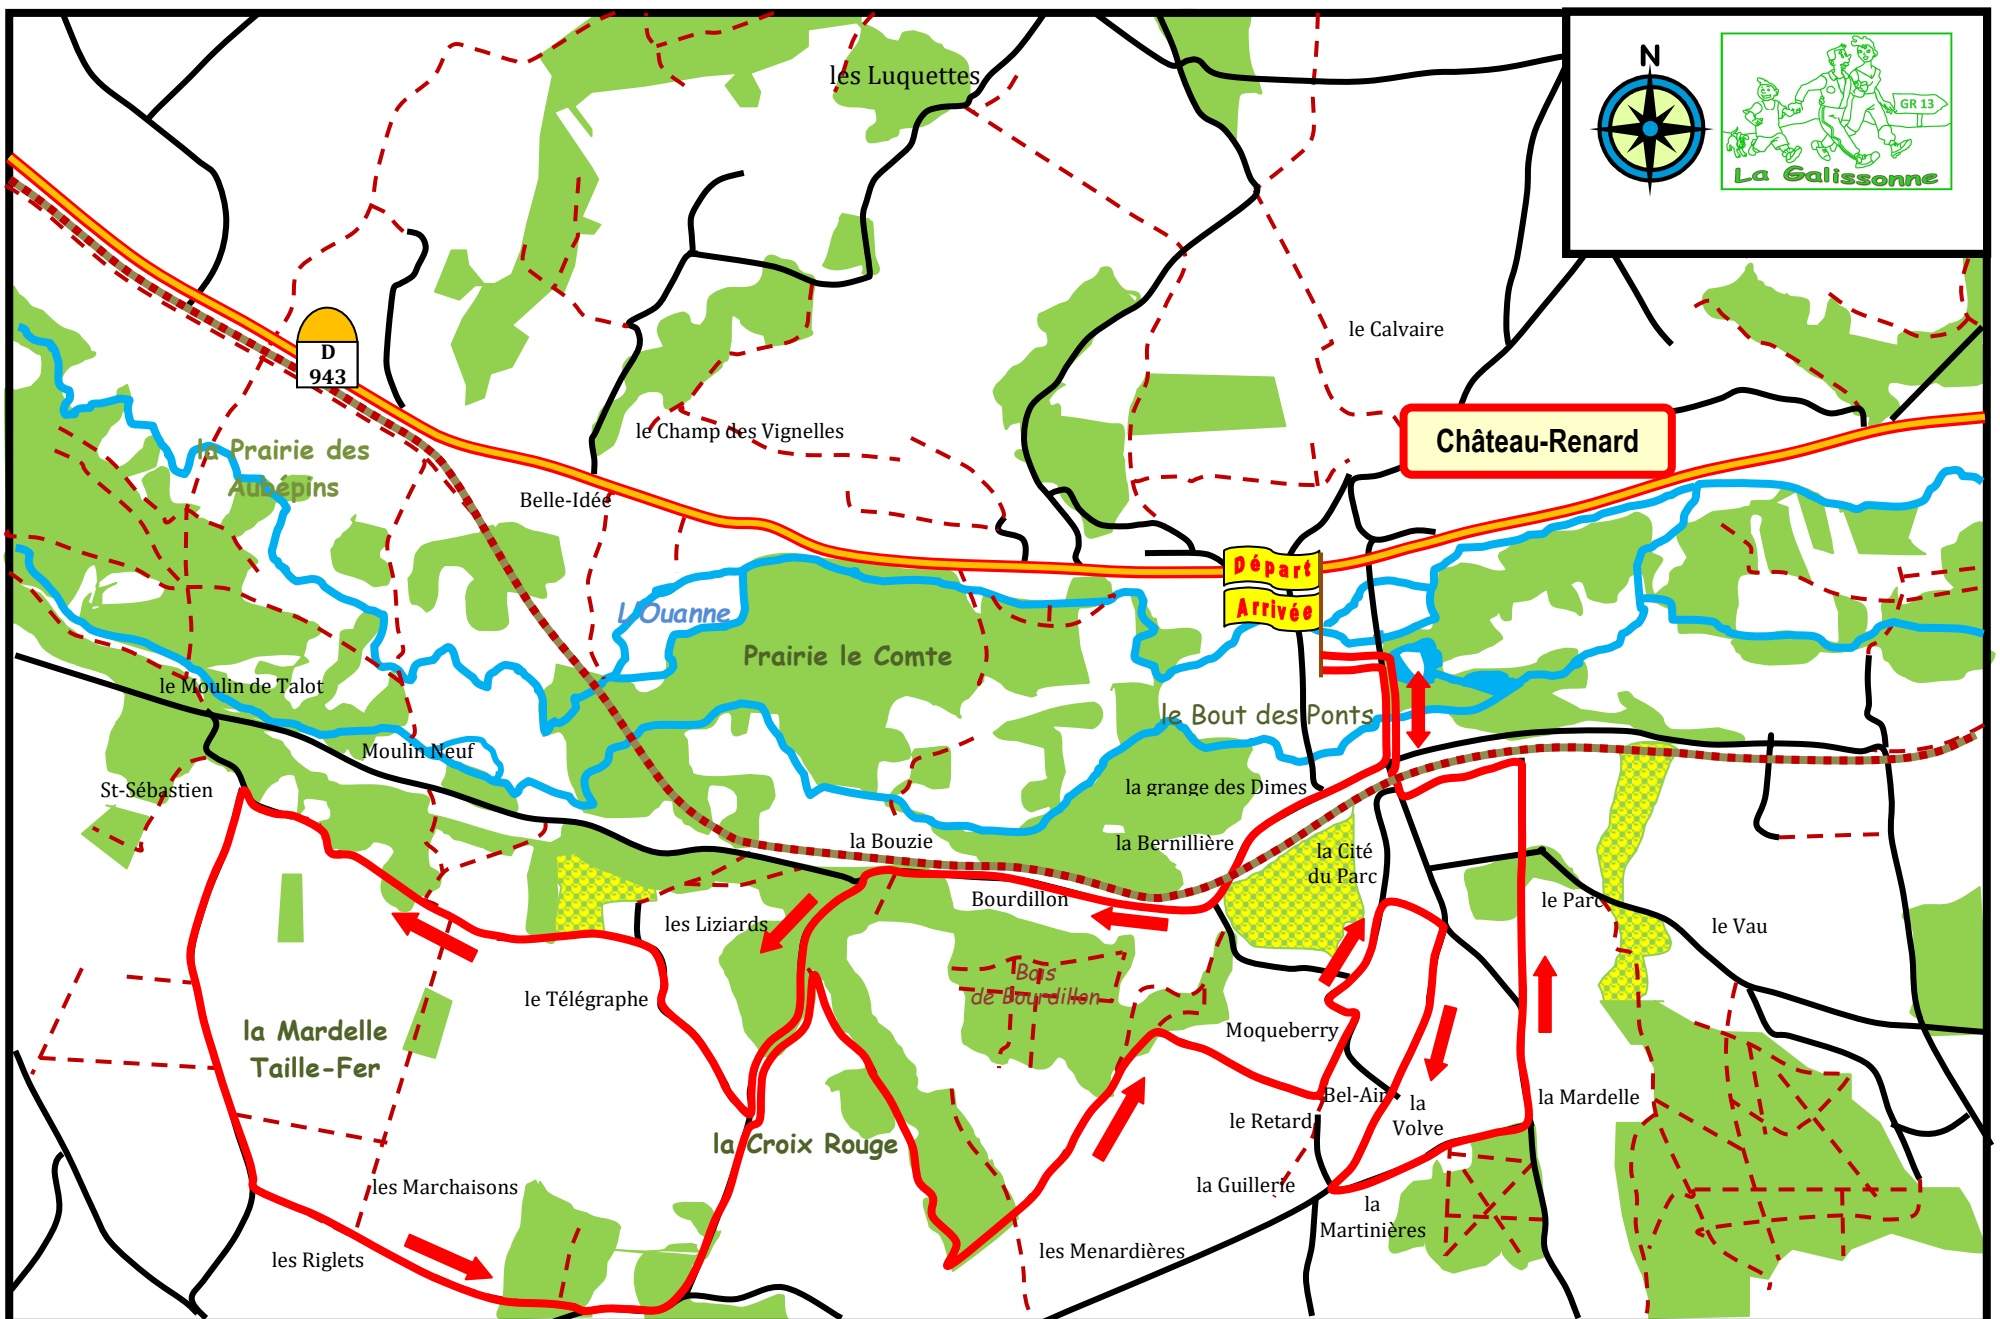 N
GR 13
La Galissonne
les Luquettes
le Calvaire
D
943
Château-Renard
le Champ des Vignelles
la Prairie des
Aubépins
Belle-Idée
Départ
Arrivée
L'Ouanne
Prairie le Comte
le Moulin de Talot
le Bout des Ponts
Moulin Neuf
St-Sébastien
la grange des Dimes
la Bouzie
la Bernillière
la Cité
du Parc
Bourdillon
le Parc
les Liziards
le Vau
Bois
de Bourdillon
le Télégraphe
la Mardelle
Taille-Fer
Moqueberry
Bel-Air
la
Volve
la Mardelle
le Retard
la Croix Rouge
les Marchaisons
la Guillerie
la
Martinières
les Menardières
les Riglets